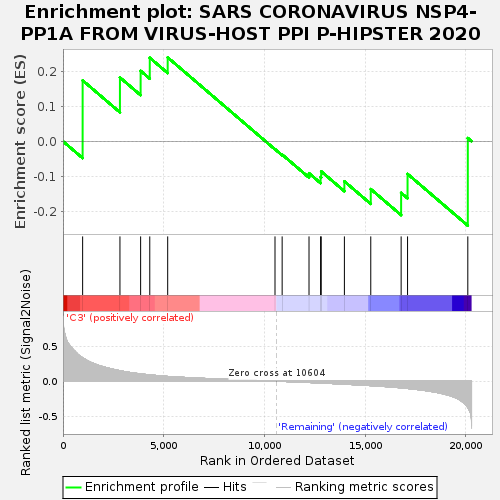 Enrichment plot: SARS CORONAVIRUS NSP4-
PP1A FROM VIRUS-HOST PPI P-HIPSTER 2020
Enrichment score (ES)
0.2
0.1
0.0
-0.1
-0.2
'C3' (positively correlated)
Ranked list metric (Signal2Noise)
0.5
0.0
-0.5
Zero cross at 10604
'Remaining' (negatively correlated)
0
5,000
10,000
15,000
20,000
Rank in Ordered Dataset
Enrichment profile
Hits
Ranking metric scores